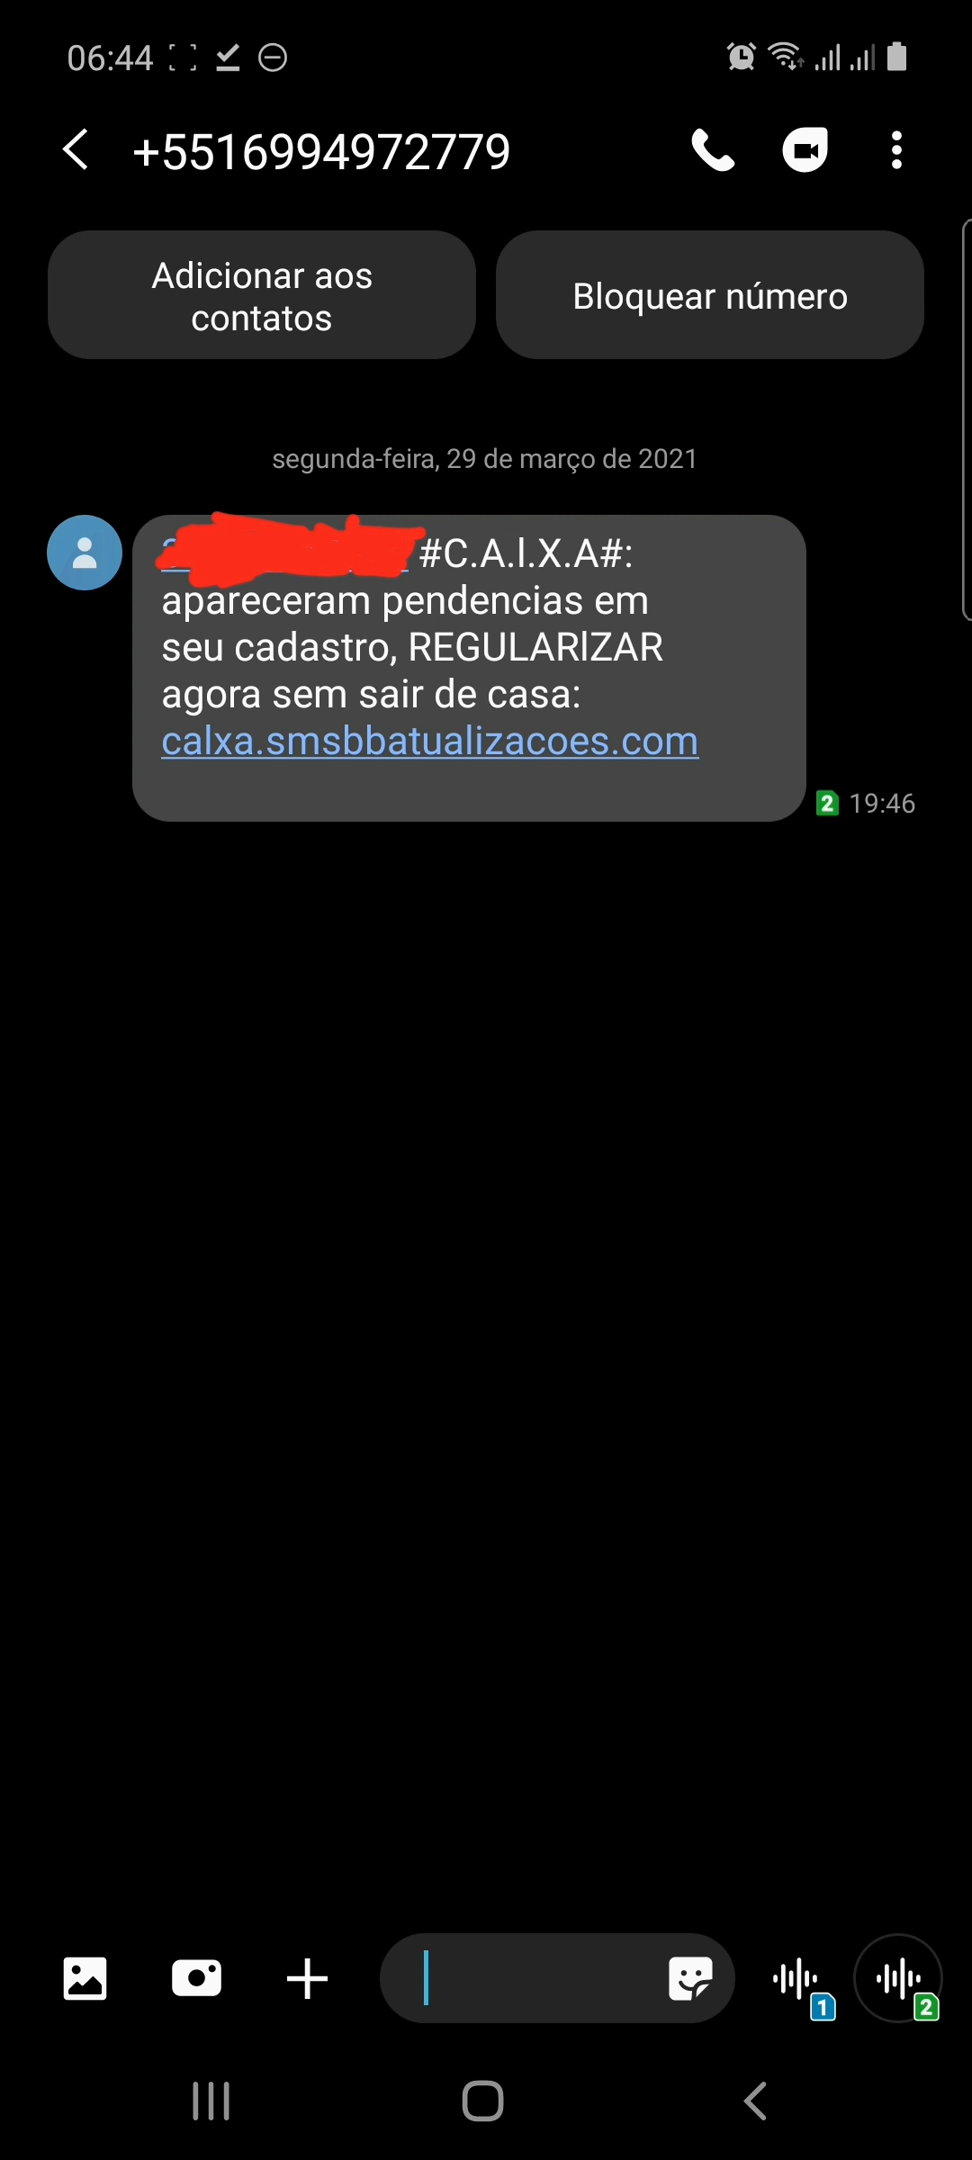 06:44
+5516994972779
Adicionar aos
contatos
Bloquear número
segunda-feira, 29 de março de 2021
#C.A.l.X.A#:
apareceram pendencias em
seu cadastro, REGULARlZAR
agora sem sair de casa:
calxa.smsbbatualizacoes.com
2 19:46
1
2